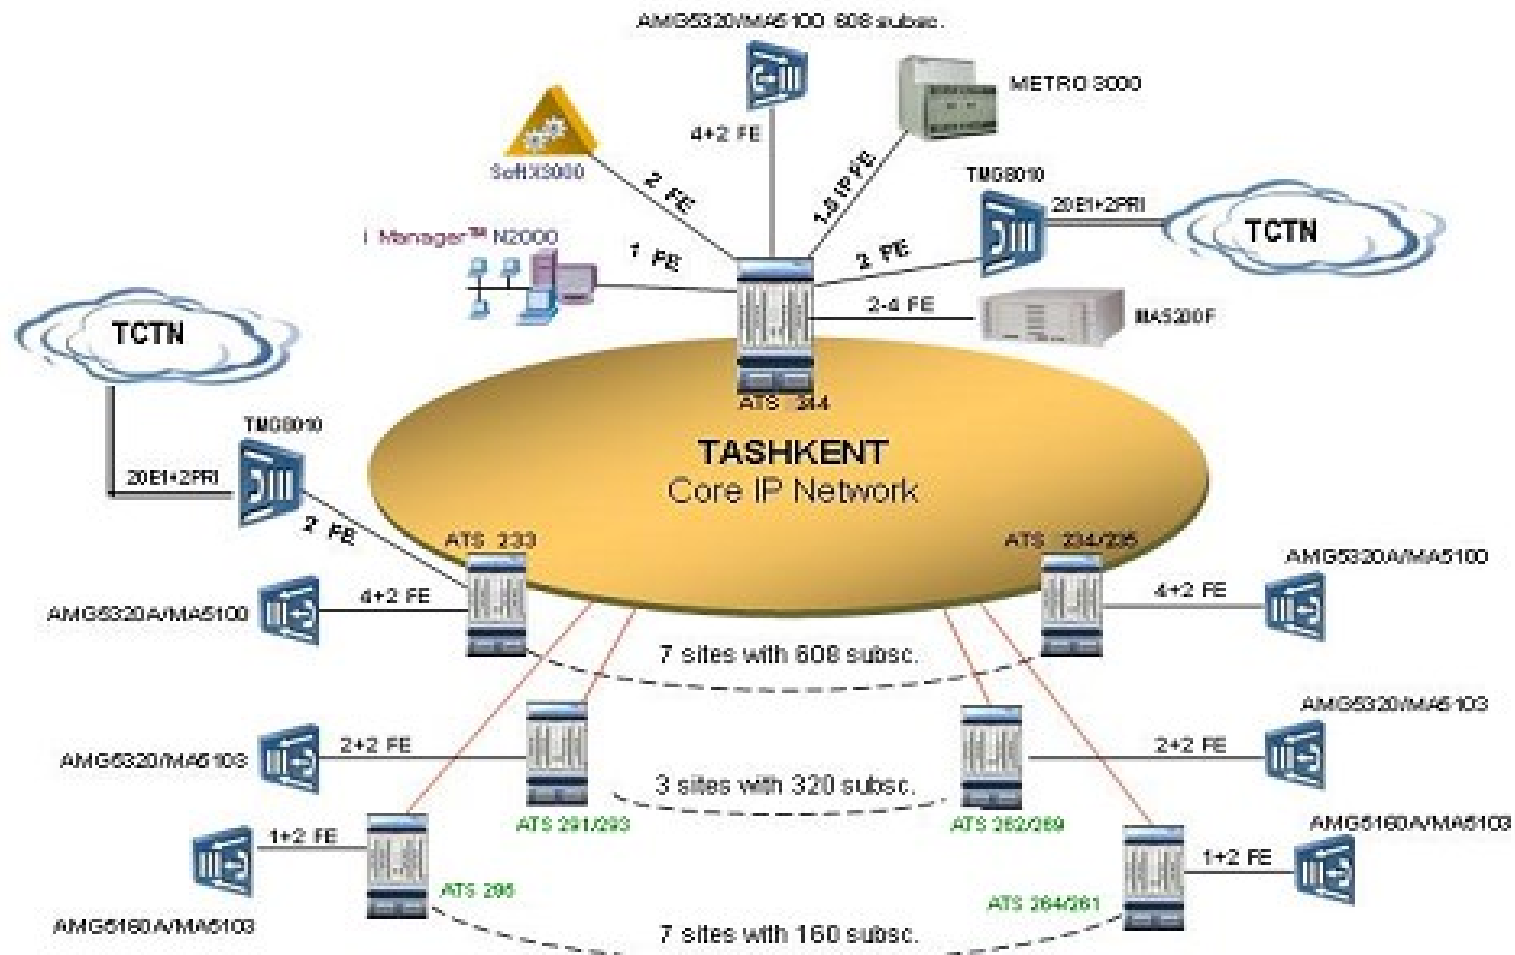 AMG5320/MA5100 608 subsc.
METRO 3000
4+2 FE
SoftX3000
2 FE
1.8 IP FE
TMG8010
20E1+2PRI
TCTN
i Manager™ N2000
1 FE
2 FE
2-4 FE
MA5200F
TCTN
ATS 244
TMG8010
TASHKENT
20E1+2PRI
Core IP Network
2 FE
ATS 233
ATS 234/235
AMG5320A/MA5100
4+2 FE
4+2 FE
AMG5320A/MA5100
7 sites with 608 subsc.
AMG5320/MA5103
2+2 FE
2+2 FE
AMG5320/MA5103
3 sites with 320 subsc.
ATS 291/293
ATS 262/269
AMG5160A/MA5103
1+2 FE
1+2 FE
ATS 295
ATS 264/261
AMG5160A/MA5103
7 sites with 160 subsc.